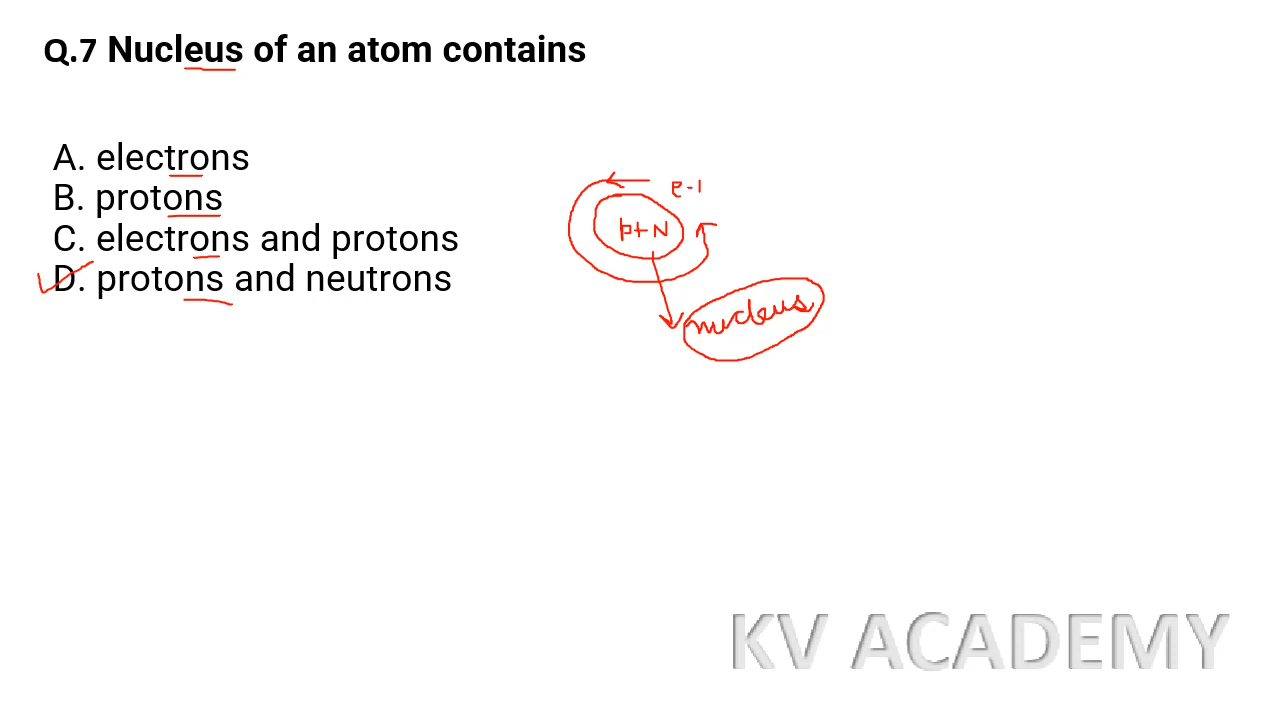 Q.7 Nucleus of an atom contains
A. electrons
B. protons
C. electrons and protons
D. protons and neutrons
e-1
p+N
nucleus
KV ACADEMY